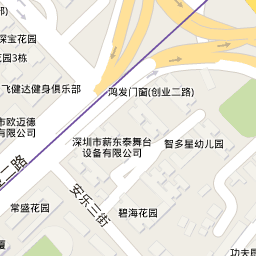 深宝花园
花园3栋
飞健达健身俱乐部
鸿发门窗(创业二路)
市欧迈德
有限公司
深圳市薪东泰舞台
设备有限公司
智多星幼儿园
二路
安乐三街
常盛花园
碧海花园
功夫
厦